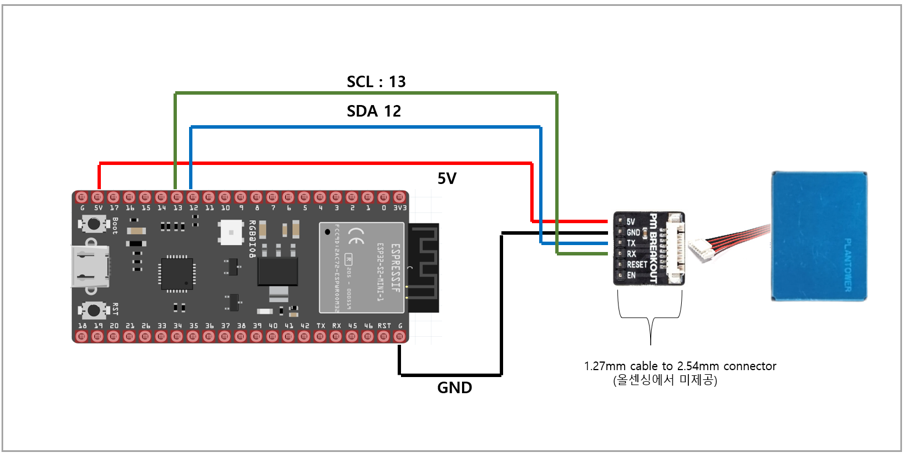 SCL : 13
SDA 12
5V
G 5V 17 16 15 14 13 12 11 10 9 8 7 6 5 4 3 2 1 0 3V3
Boot
RGB@IO8
ESPRESSIF
ESP32-S2-MINI-1
RST
18 19 20 21 26 33 34 35 36 37 38 39 40 41 42 TX RX 45 46 RST G
GND
5V
GND
TX
RX
RESET
EN
PM BREAKOUT
PLANTOWER
1.27mm cable to 2.54mm connector
(올센싱에서 미제공)